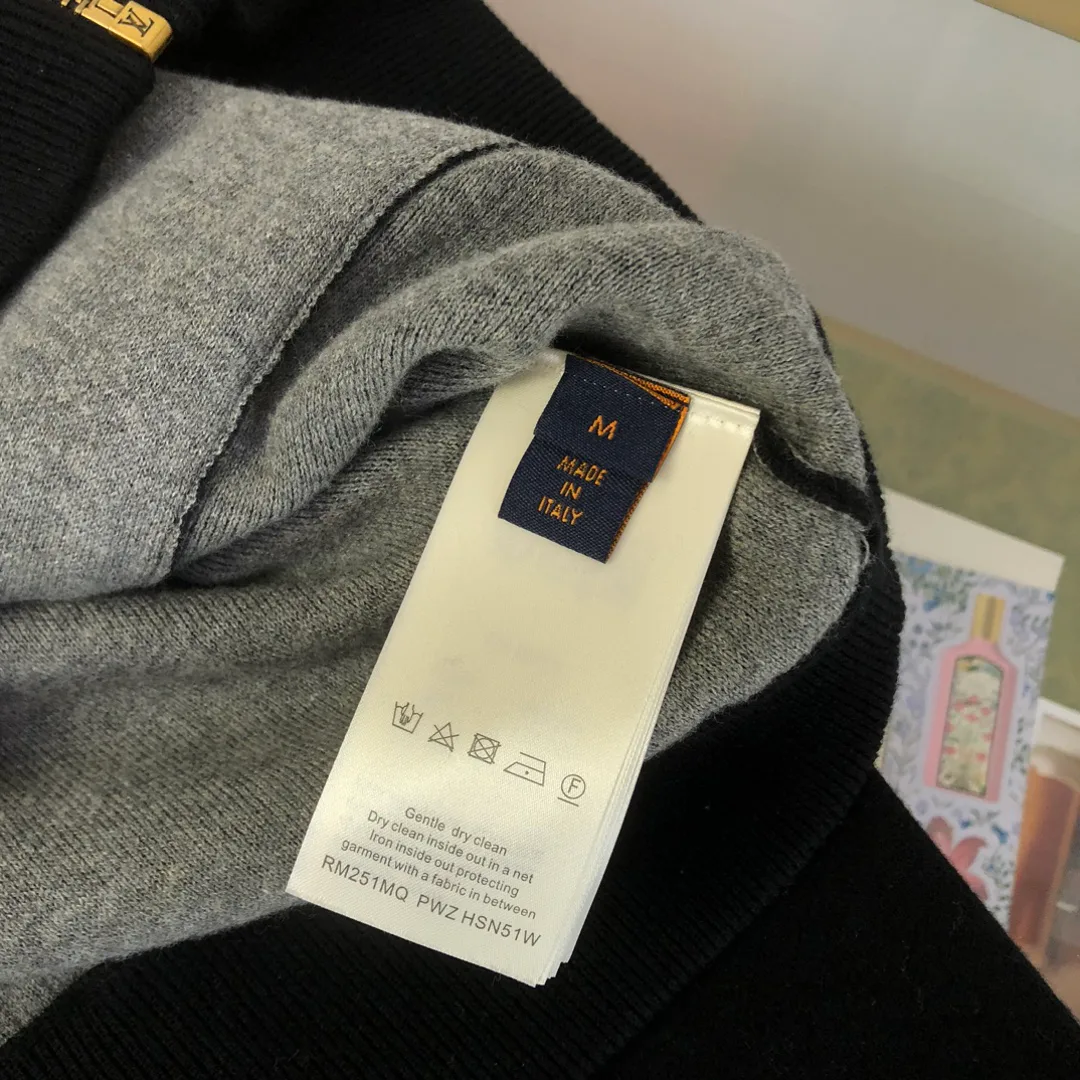 LV
M
MADE
IN
ITALY
F
Gentle dry clean
Dry clean inside out in a net
Iron inside out protecting
garment with a fabric in between
RM251MQ PWZ HSN51W